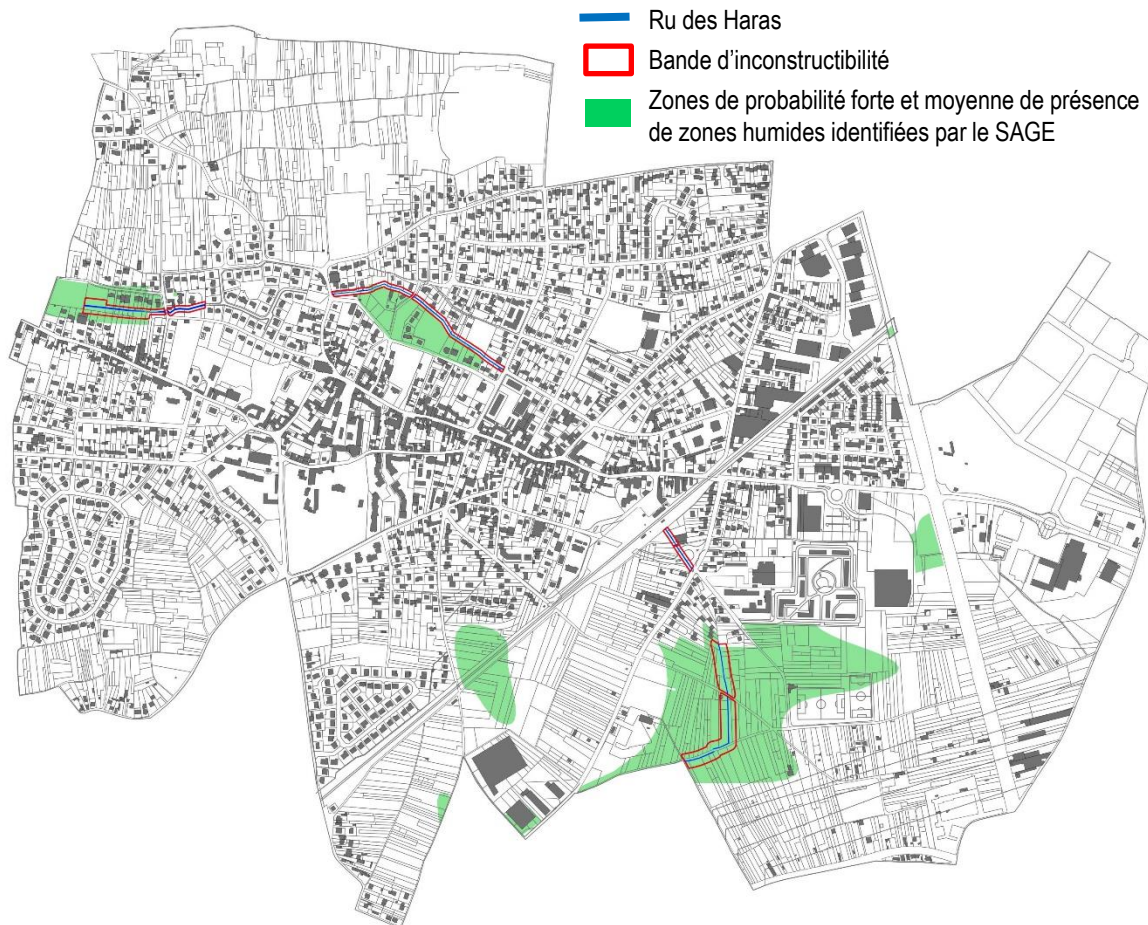 Ru des Haras
Bande d'inconstructibilité
Zones de probabilité forte et moyenne de présence
de zones humides identifiées par le SAGE